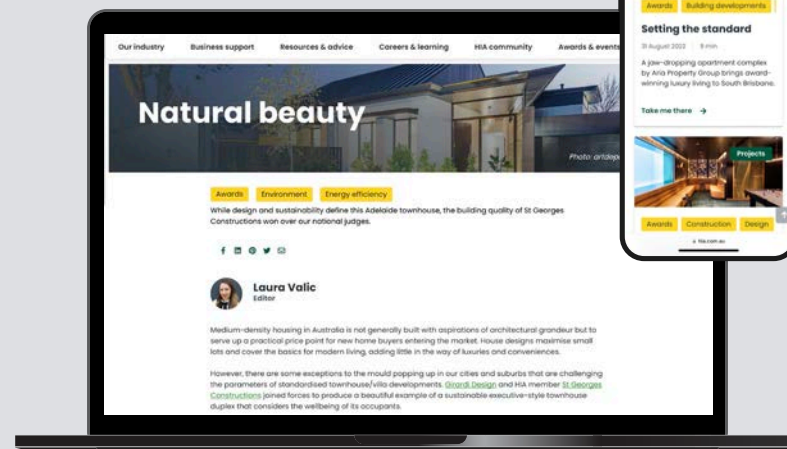 Our industry Business support Resources & advice Careers & learning HIA community Awards & events
Natural beauty
Photo: artdep
Awards Environment Energy efficiency
While design and sustainability define this Adelaide townhouse, the building quality of St Georges
Constructions won over our national judges.
Laura Valic
Editor
Medium-density housing in Australia is not generally built with aspirations of architectural grandeur but to
serve up a practical price point for new home buyers entering the market. House designs maximise small
lots and cover the basics for modern living, adding little in the way of luxuries and conveniences.
However, there are some exceptions to the mould popping up in our cities and suburbs that are challenging
the parameters of standardised townhouse/villa developments. Girardi Design and HIA member St Georges
Constructions joined forces to produce a beautiful example of a sustainable executive-style townhouse
duplex that considers the wellbeing of its occupants.
Awards Building developments
Setting the standard
31 August 2022 8 min
A jaw-dropping apartment complex
by Aria Property Group brings award-
winning luxury living to South Brisbane.
Take me there →
Projects
Awards Construction Design
hia.com.au